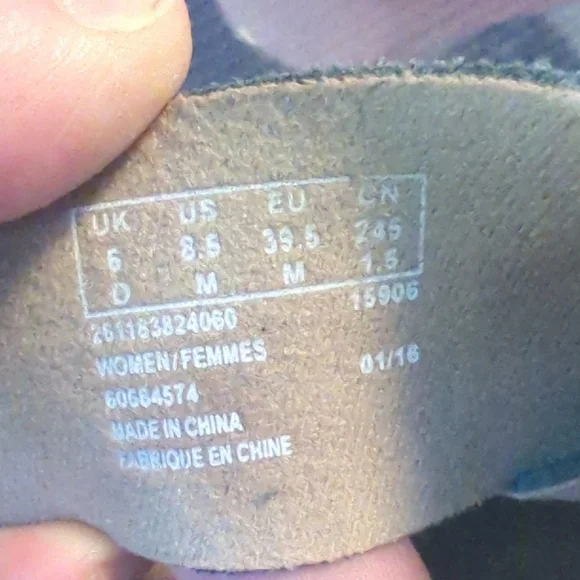 UK US EU CN
6 8.5 39.5 245
D M M 1.5
261183824060 15906
WOMEN/FEMMES 01/16
60664574
MADE IN CHINA
FABRIQUE EN CHINE